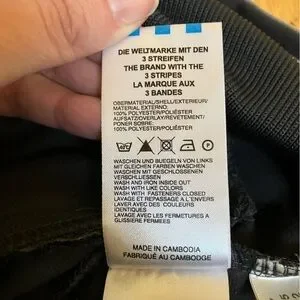 DIE WELTMARKE MIT DEN
3 STREIFEN
THE BRAND WITH THE
3 STRIPES
LA MARQUE AUX
3 BANDES
OBERMATERIAL/SHELL/EXTERIEUR/
MATERIAL EXTERNO:
100% POLYESTER/POLIÉSTER
AUFSATZ/OVERLAY/REVETEMENT/
PONER SOBRE:
100% POLYESTER/POLIÉSTER
WASCHEN UND BUEGELN VON LINKS
MIT GLEICHEN FARBEN WASCHEN
WASCHEN MIT GESCHLOSSENEN
VERSCHLUESSEN
WASH AND IRON INSIDE OUT
WASH WITH LIKE COLORS
WASH WITH FASTENERS CLOSED
LAVAGE ET REPASSAGE A L'ENVERS
LAVAGE AVEC DES COULEURS
IDENTIQUES
LAVAGE AVEC LES FERMETURES A
GLISSIERE FERMEES
MADE IN CAMBODIA
FABRIQUÉ AU CAMBODGE